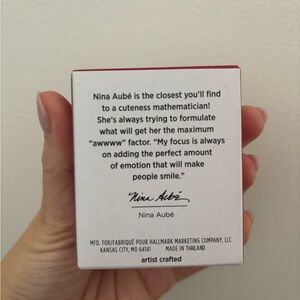 Nina Aubé is the closest you'll find
to a cuteness mathematician!
She's always trying to formulate
what will get her the maximum
"awwww" factor. "My focus is always
on adding the perfect amount
of emotion that will make
people smile."
Nina Aubé
Nina Aubé
MFD. FOR/FABRIQUÉ POUR HALLMARK MARKETING COMPANY, LLC
KANSAS CITY, MO 64141 MADE IN THAILAND
artist crafted